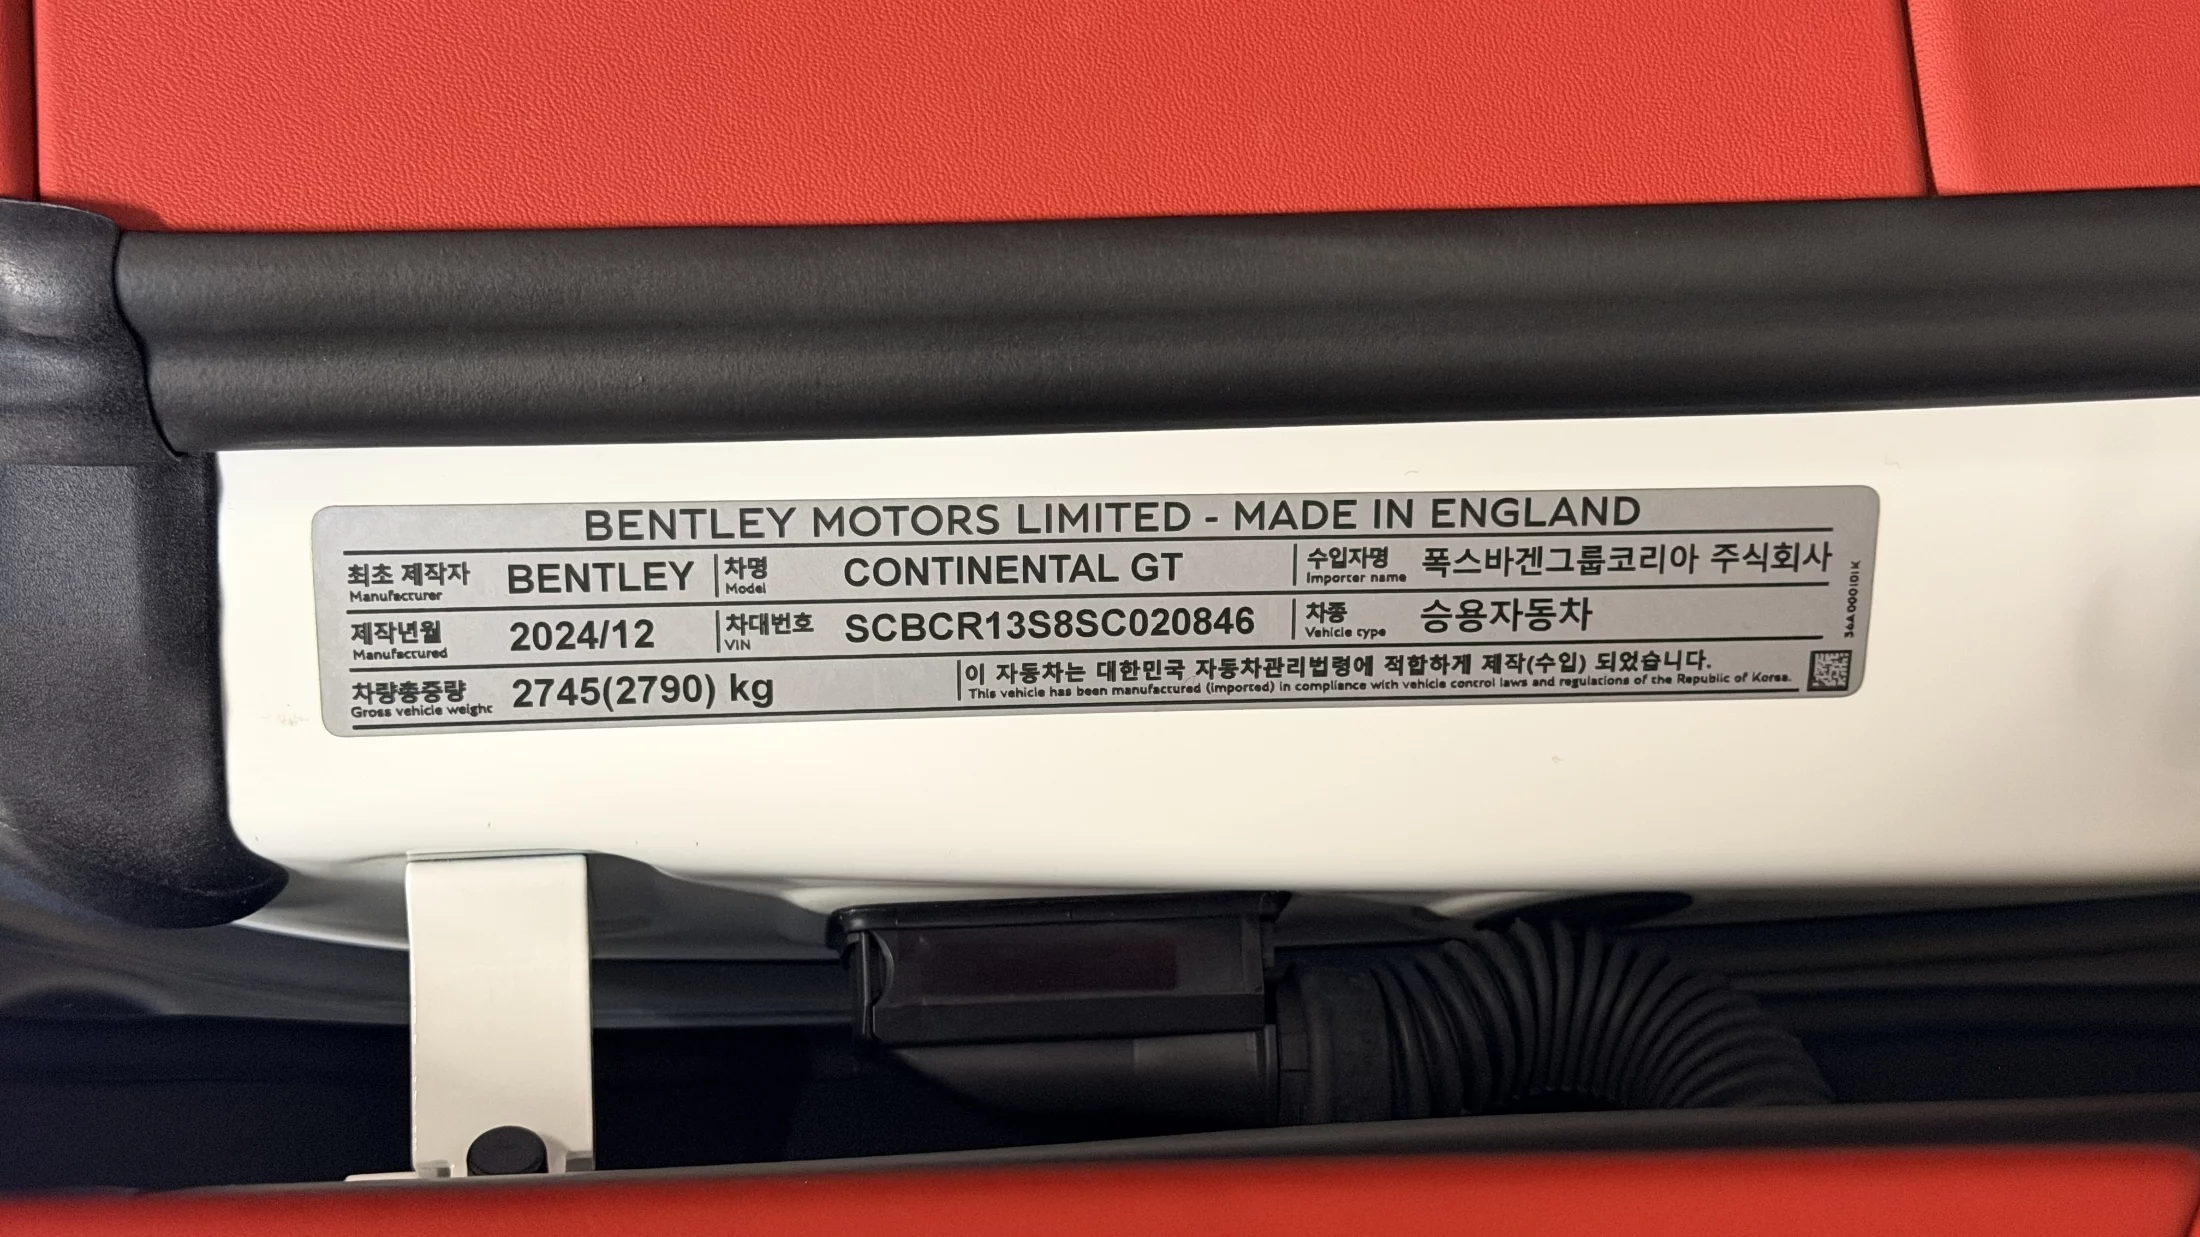 BENTLEY MOTORS LIMITED - MADE IN ENGLAND
최초 제작자 BENTLEY 차명 CONTINENTAL GT 수입자명 폭스바겐그룹코리아 주식회사
Manufacturer Model Importer name
제작년월 2024/12 차대번호 SCBCR13S8SC020846 차종 승용자동차
Manufactured VIN Vehicle type
차량총중량 2745(2790) kg 이 자동차는 대한민국 자동차관리법령에 적합하게 제작(수입) 되었습니다.
Gross vehicle weight This vehicle has been manufactured (imported) in compliance with vehicle control laws and regulations of the Republic of Korea.
36A000101K